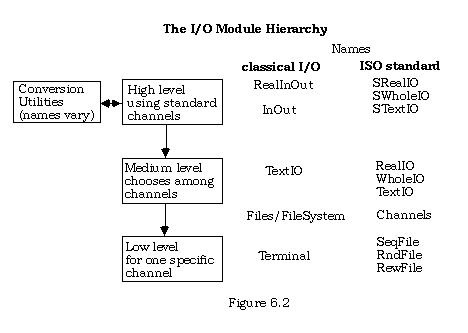 The I/O Module Hierarchy
Names
classical I/O ISO standard
Conversion
Utilities
(names vary)
High level
using standard
channels
RealInOut
InOut
SRealIO
SWholeIO
STextIO
Medium level
chooses among
channels
TextIO
RealIO
WholeIO
TextIO
Files/FileSystem Channels
Low level
for one specific
channel
Terminal
SeqFile
RndFile
RewFile
Figure 6.2